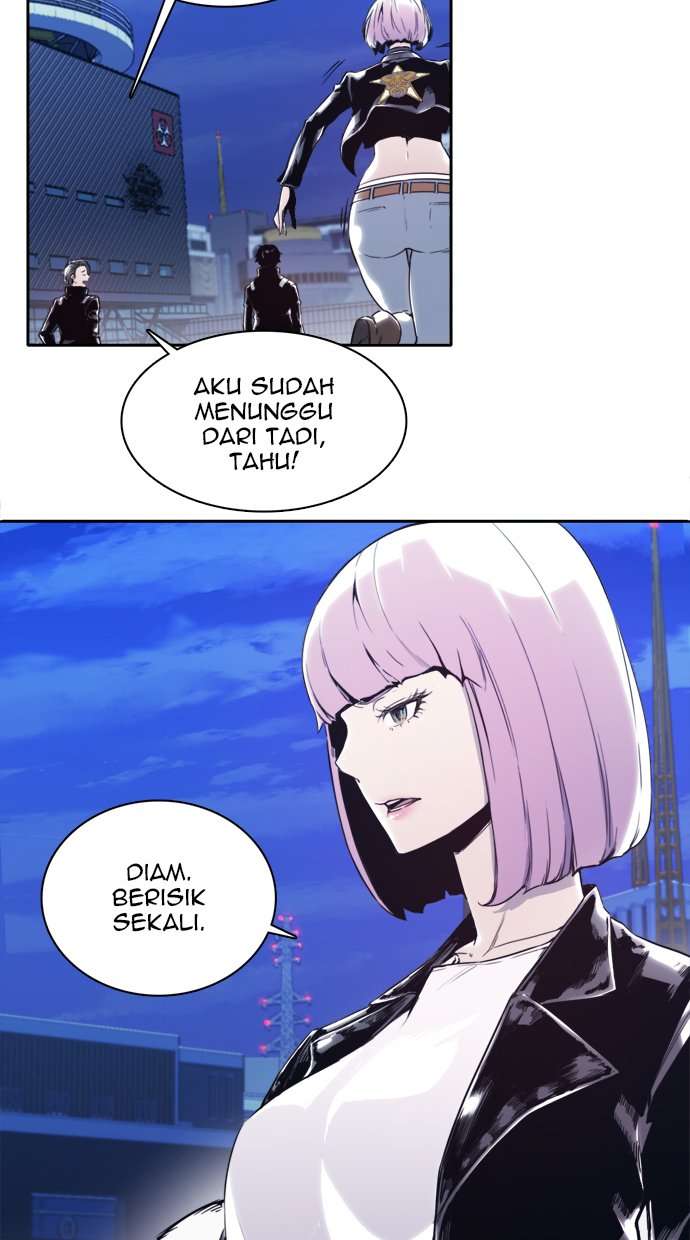 AKU SUDAH
MENUNGGU
DARI TADI,
TAHU!
DIAM.
BERISIK
SEKALI.